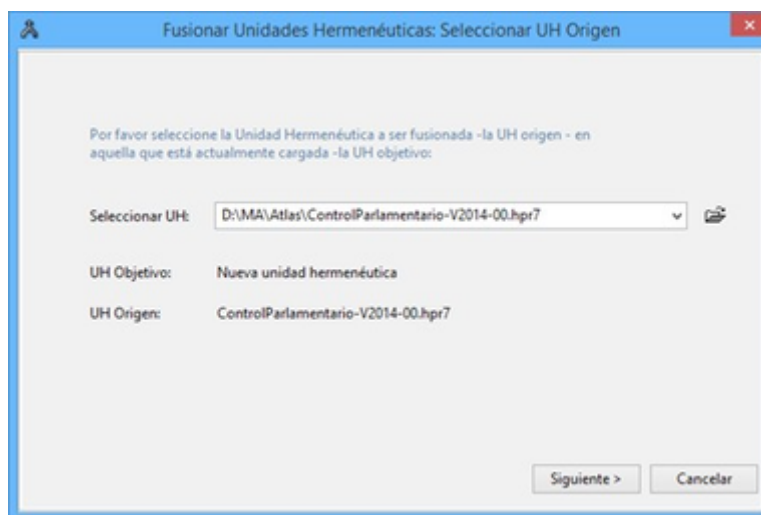 Fusionar Unidades Hermenéuticas: Seleccionar UH Origen
Por favor seleccione la Unidad Hermenéutica a ser fusionada -la UH origen - en
aquella que está actualmente cargada -la UH objetivo:
Seleccionar UH: D:\MA\Atlas\ControlParlamentario-V2014-00.hpr7
UH Objetivo: Nueva unidad hermenéutica
UH Origen: ControlParlamentario-V2014-00.hpr7
Siguiente > Cancelar